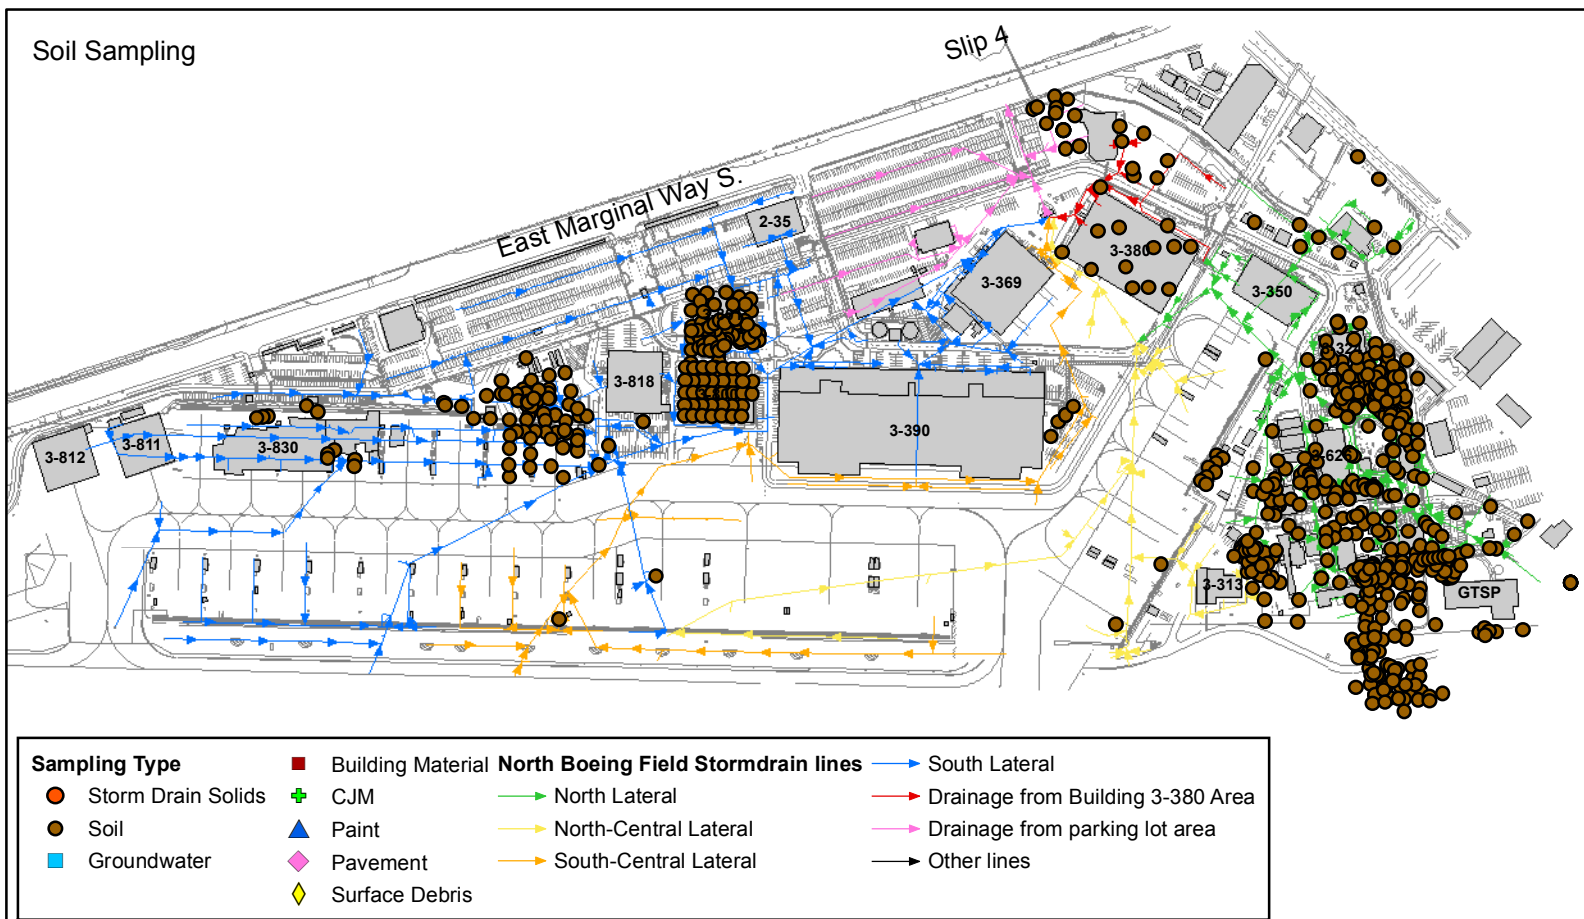 Soil Sampling
Slip 4
East Marginal Way S.
2-35
3-380
3-369
3-350
3-818
3-390
3-830
3-811
3-812
3-626
3-313
GTSP
Sampling Type
Storm Drain Solids
Soil
Groundwater
Building Material
CJM
Paint
Pavement
Surface Debris
North Boeing Field Stormdrain lines
North Lateral
North-Central Lateral
South-Central Lateral
South Lateral
Drainage from Building 3-380 Area
Drainage from parking lot area
Other lines